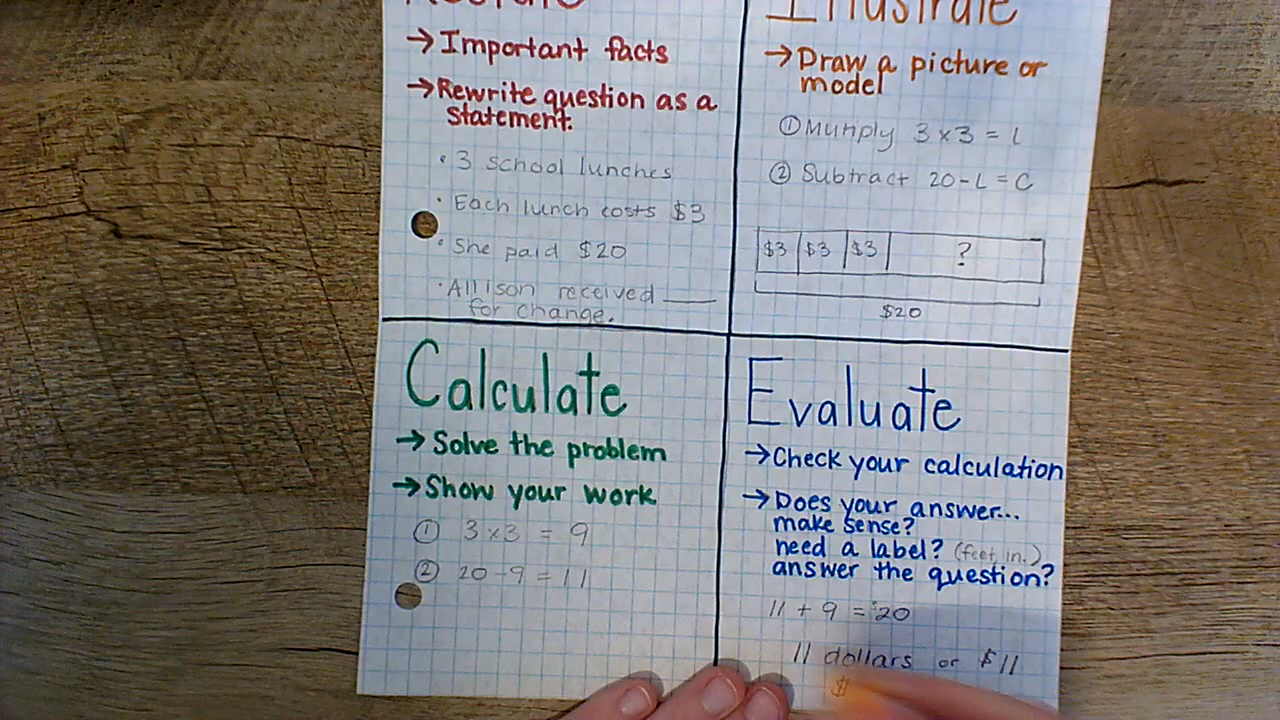 Restate
→Important facts
→Rewrite question as a
statement.
• 3 school lunches
• Each lunch costs $3
• She paid $20
• Allison received ____
for change.
Illustrate
→Draw a picture or
model
① Multiply 3 x 3 = L
② Subtract 20 - L = C
$3 $3 $3 ?
$20
Calculate
→ Solve the problem
→ Show your work
① 3 x 3 = 9
② 20 - 9 = 11
Evaluate
→Check your calculation
→Does your answer...
make sense?
need a label? (feet in.)
answer the question?
11 + 9 = $20
11 dollars or $11
$